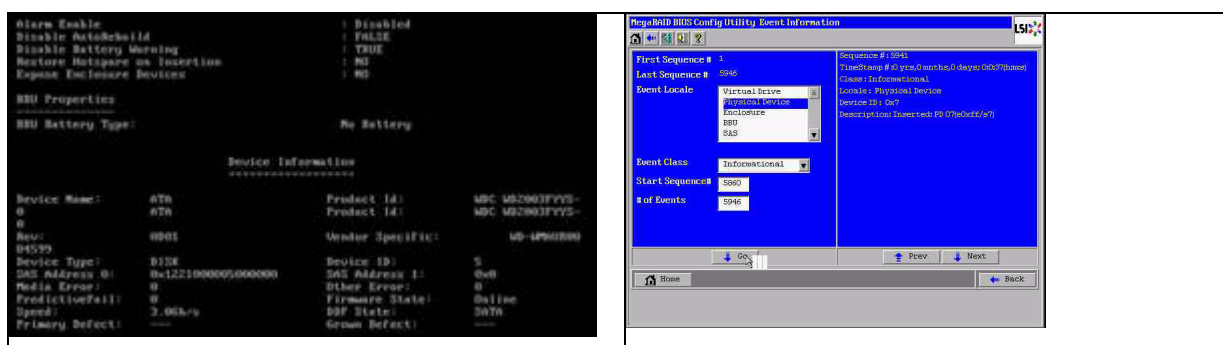 Alarm Enable : Disabled
Disable AutoRebuild : FALSE
Disable Battery Warning : TRUE
Restore Hotspare on Insertion : NO
Expose Enclosure Devices : NO
BBU Properties
BBU Battery Type: No Battery
Device Information
Device Name: ATA Product Id: WDC WD2003FYYS-
0 ATA Product Id: WDC WD2003FYYS-
0
Rev: Vendor Specific:
04599
Device Type: DISK Device ID: 5
SAS Address 0: SAS Address 1: 0x0
Media Error: 0 Other Error: 0
PredictiveFail: 0 Firmware State: Online
Speed: 3.0Gb/s DDF State: SATA
Primary Defect: --- Grown Defect: ---
MegaRAID BIOS Config Utility Event Information
LSI
First Sequence # 1
Last Sequence # 5946
Event Locale
Virtual Drive
Physical Device
Enclosure
BBU
SAS
Event Class Informational
Start Sequence# 5860
# of Events 5946
Sequence #: 5941
TimeStamp #:0 yrs,0 mnths,0 days; 0:0:37(h:m:s)
Class: Informational
Locale: Physical Device
Device ID: 0x7
Description: Inserted: PD 07(e0xff/s7)
Go
Prev
Next
Home
Back